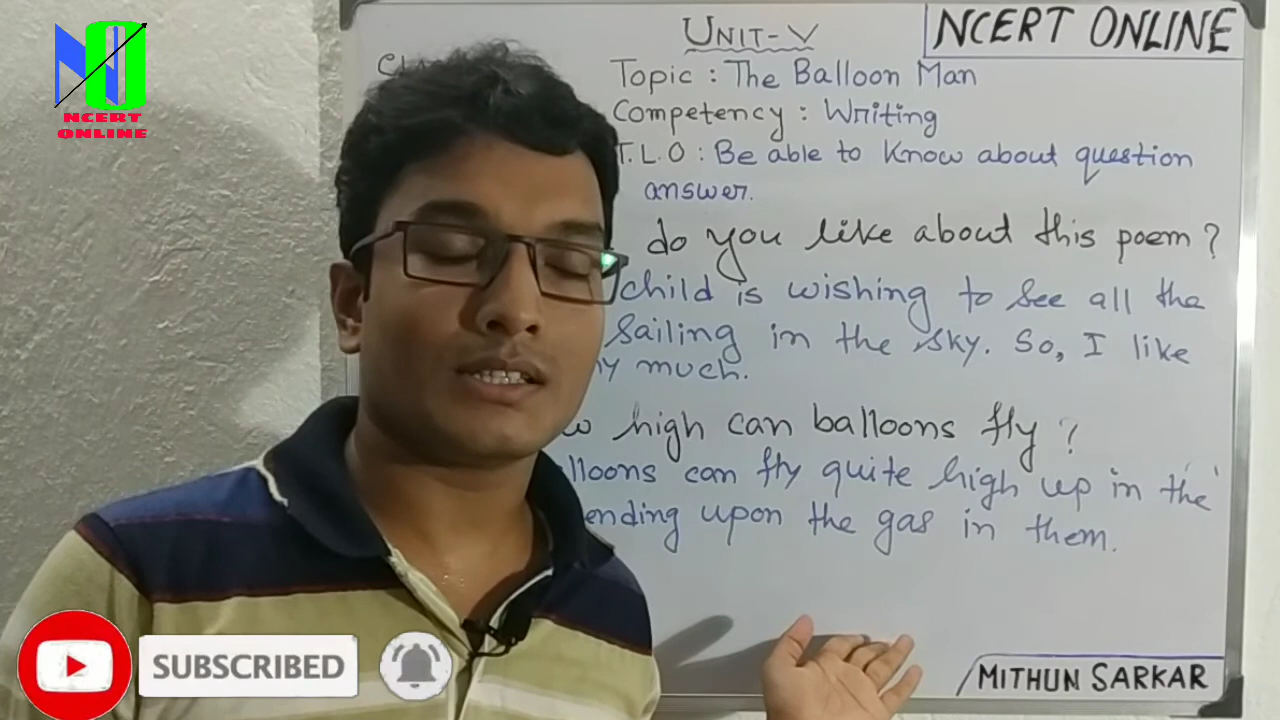 NCERT
ONLINE
UNIT-V
NCERT ONLINE
Topic : The Balloon Man
Competency : Writing
T.L.O : Be able to know about question
answer.
do you like about this poem ?
child is wishing to see all the
sailing in the sky. So, I like
much.
high can balloons fly ?
can fly quite high up in the
upon the gas in them.
SUBSCRIBED
MITHUN SARKAR